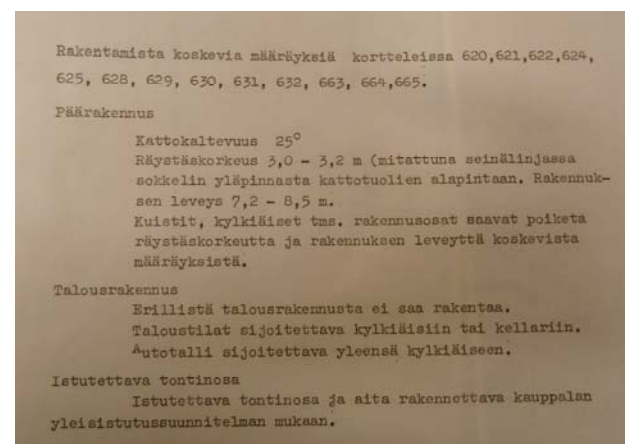 Rakentamista koskevia määräyksiä kortteleissa 620,621,622,624,
625, 628, 629, 630, 631, 632, 663, 664,665.
Päärakennus
Kattokaltevuus 25°
Räystäskorkeus 3,0 - 3,2 m (mitattuna seinälinjassa
sokkelin yläpinnasta kattotuolien alapintaan. Rakennuk-
sen leveys 7,2 - 8,5 m.
Kuistit, kylkiäiset tms. rakennusosat saavat poiketa
räystäskorkeutta ja rakennuksen leveyttä koskevista
määräyksistä.
Talousrakennus
Erillistä talousrakennusta ei saa rakentaa.
Taloustilat sijoitettava kylkiäisiin tai kellariin.
Autotalli sijoitettava yleensä kylkiäiseen.
Istutettava tontinosa
Istutettava tontinosa ja aita rakennettava kauppalan
yleisistutussuunnitelman mukaan.